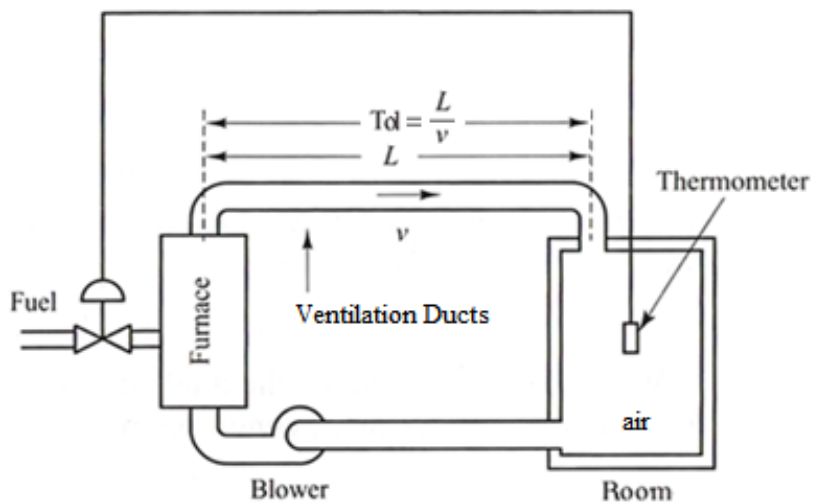 Tol = L/v
L
Thermometer
v
Fuel
Furnace
Ventilation Ducts
air
Blower
Room